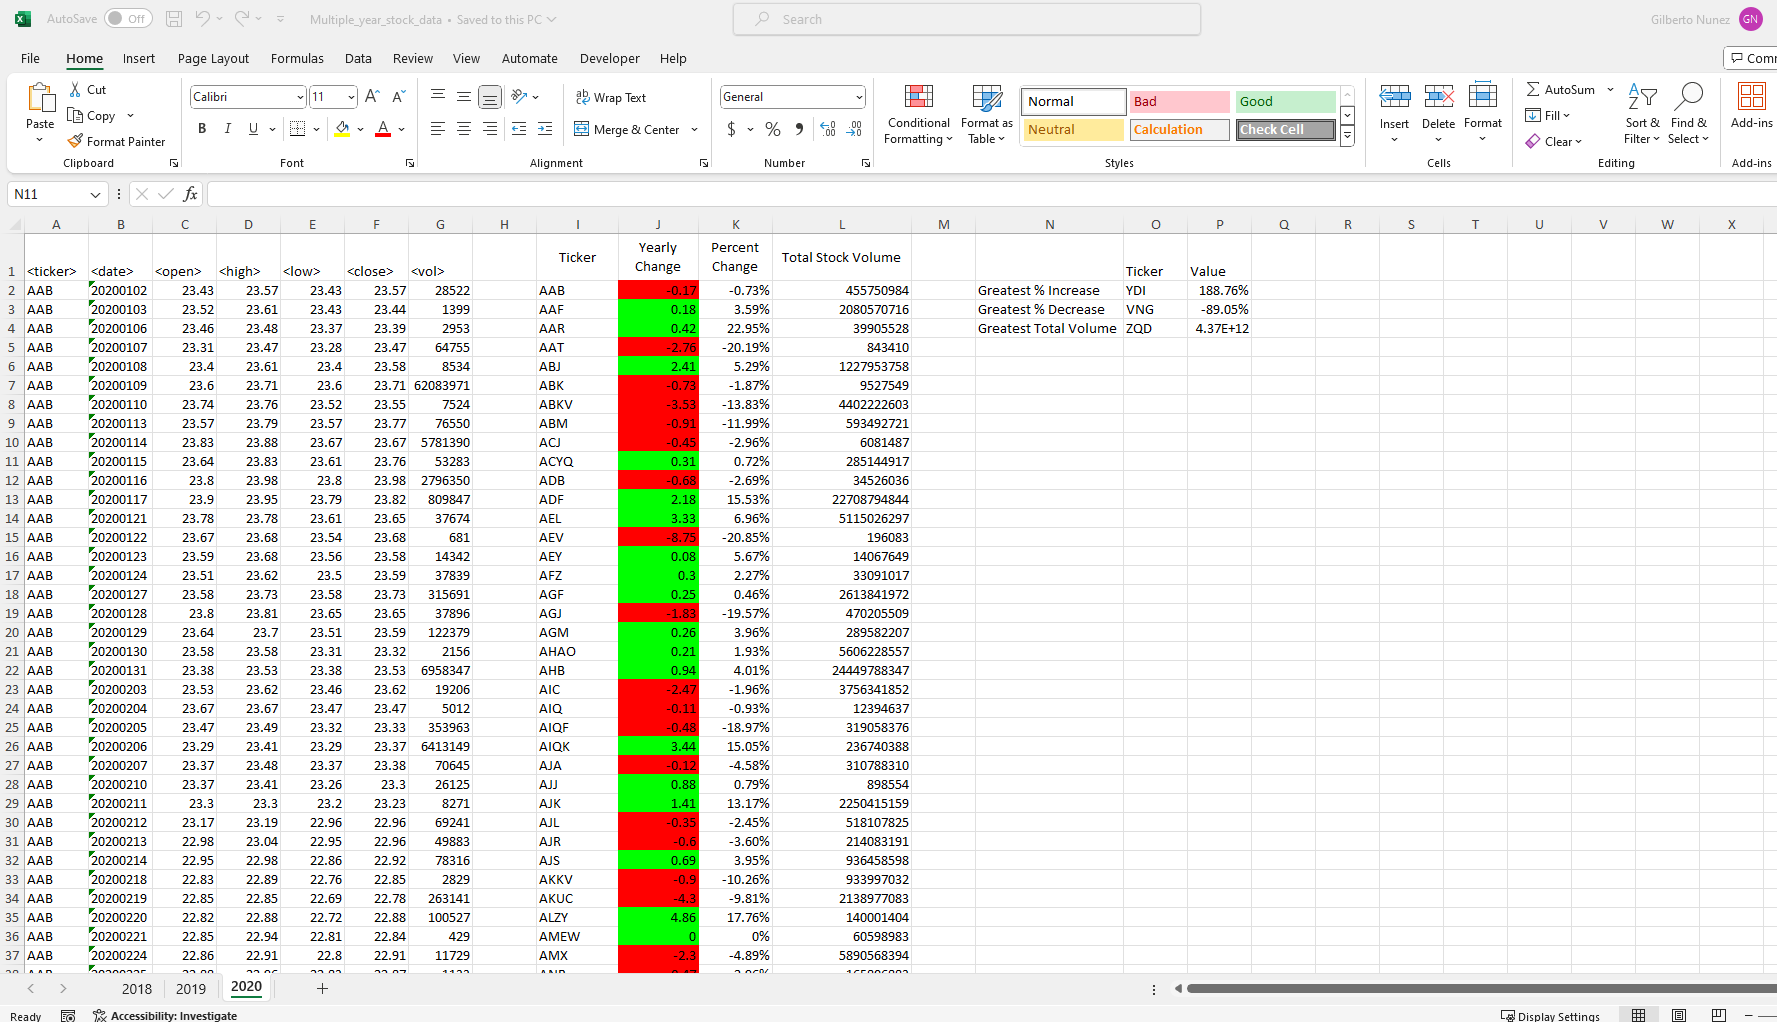 AutoSave Off Multiple_year_stock_data • Saved to this PC Search Gilberto Nunez GN
File Home Insert Page Layout Formulas Data Review View Automate Developer Help
Paste Cut Copy Format Painter Clipboard
Calibri 11 B I U Font
Wrap Text Merge & Center Alignment
General $ % Number
Conditional Formatting Format as Table Normal Bad Good Neutral Calculation Check Cell Styles
Insert Delete Format Cells
AutoSum Fill Clear Sort & Filter Find & Select Editing
Add-ins Add-ins
N11 fx
A B C D E F G H I J K L M N O P Q R S T U V W X
1 <ticker> <date> <open> <high> <low> <close> <vol> Ticker Yearly Change Percent Change Total Stock Volume Ticker Value
2 AAB 20200102 23.43 23.57 23.43 23.57 28522 AAB -0.17 -0.73% 455750984 Greatest % Increase YDI 188.76%
3 AAB 20200103 23.52 23.61 23.43 23.44 1399 AAF 0.18 3.59% 2080570716 Greatest % Decrease VNG -89.05%
4 AAB 20200106 23.46 23.48 23.37 23.39 2953 AAR 0.42 22.95% 39905528 Greatest Total Volume ZQD 4.37E+12
5 AAB 20200107 23.31 23.47 23.28 23.47 64755 AAT -2.76 -20.19% 843410
6 AAB 20200108 23.4 23.61 23.4 23.58 8534 ABJ 2.41 5.29% 1227953758
7 AAB 20200109 23.6 23.71 23.6 23.71 62083971 ABK -0.73 -1.87% 9527549
8 AAB 20200110 23.74 23.76 23.52 23.55 7524 ABKV -3.53 -13.83% 4402222603
9 AAB 20200113 23.57 23.79 23.57 23.77 76550 ABM -0.91 -11.99% 593492721
10 AAB 20200114 23.83 23.88 23.67 23.67 5781390 ACJ -0.45 -2.96% 6081487
11 AAB 20200115 23.64 23.83 23.61 23.76 53283 ACYQ 0.31 0.72% 285144917
12 AAB 20200116 23.8 23.98 23.8 23.98 2796350 ADB -0.68 -2.69% 34526036
13 AAB 20200117 23.9 23.95 23.79 23.82 809847 ADF 2.18 15.53% 22708794844
14 AAB 20200121 23.78 23.78 23.61 23.65 37674 AEL 3.33 6.96% 5115026297
15 AAB 20200122 23.67 23.68 23.54 23.68 681 AEV -8.75 -20.85% 196083
16 AAB 20200123 23.59 23.68 23.56 23.58 14342 AEY 0.08 5.67% 14067649
17 AAB 20200124 23.51 23.62 23.5 23.59 37839 AFZ 0.3 2.27% 33091017
18 AAB 20200127 23.58 23.73 23.58 23.73 315691 AGF 0.25 0.46% 2613841972
19 AAB 20200128 23.8 23.81 23.65 23.65 37896 AGJ -1.83 -19.57% 470205509
20 AAB 20200129 23.64 23.7 23.51 23.59 122379 AGM 0.26 3.96% 289582207
21 AAB 20200130 23.58 23.58 23.31 23.32 2156 AHAO 0.21 1.93% 5606228557
22 AAB 20200131 23.38 23.53 23.38 23.53 6958347 AHB 0.94 4.01% 24449788347
23 AAB 20200203 23.53 23.62 23.46 23.62 19206 AIC -2.47 -1.96% 3756341852
24 AAB 20200204 23.67 23.67 23.47 23.47 5012 AIQ -0.11 -0.93% 12394637
25 AAB 20200205 23.47 23.49 23.32 23.33 353963 AIQF -0.48 -18.97% 319058376
26 AAB 20200206 23.29 23.41 23.29 23.37 6413149 AIQK 3.44 15.05% 236740388
27 AAB 20200207 23.37 23.48 23.37 23.38 70645 AJA -0.12 -4.58% 310788310
28 AAB 20200210 23.37 23.41 23.26 23.3 26125 AJJ 0.88 0.79% 898554
29 AAB 20200211 23.3 23.3 23.2 23.23 8271 AJK 1.41 13.17% 2250415159
30 AAB 20200212 23.17 23.19 22.96 22.96 69241 AJL -0.35 -2.45% 518107825
31 AAB 20200213 22.98 23.04 22.95 22.96 49883 AJR -0.6 -3.60% 214083191
32 AAB 20200214 22.95 22.98 22.86 22.92 78316 AJS 0.69 3.95% 936458598
33 AAB 20200218 22.83 22.89 22.76 22.85 2829 AKKV -0.9 -10.26% 933997032
34 AAB 20200219 22.85 22.85 22.69 22.78 263141 AKUC -4.3 -9.81% 2138977083
35 AAB 20200220 22.82 22.88 22.72 22.88 100527 ALZY 4.86 17.76% 140001404
36 AAB 20200221 22.85 22.94 22.81 22.84 429 AMEW 0 0% 60598983
37 AAB 20200224 22.86 22.91 22.8 22.91 11729 AMX -2.3 -4.89% 5890568394
2018 2019 2020
Ready Accessibility: Investigate Display Settings